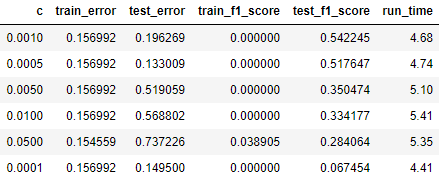 c train_error test_error train_f1_score test_f1_score run_time
0.0010 0.156992 0.196269 0.000000 0.542245 4.68
0.0005 0.156992 0.133009 0.000000 0.517647 4.74
0.0050 0.156992 0.519059 0.000000 0.350474 5.10
0.0100 0.156992 0.568802 0.000000 0.334177 5.41
0.0500 0.154559 0.737226 0.038905 0.284064 5.35
0.0001 0.156992 0.149500 0.000000 0.067454 4.41